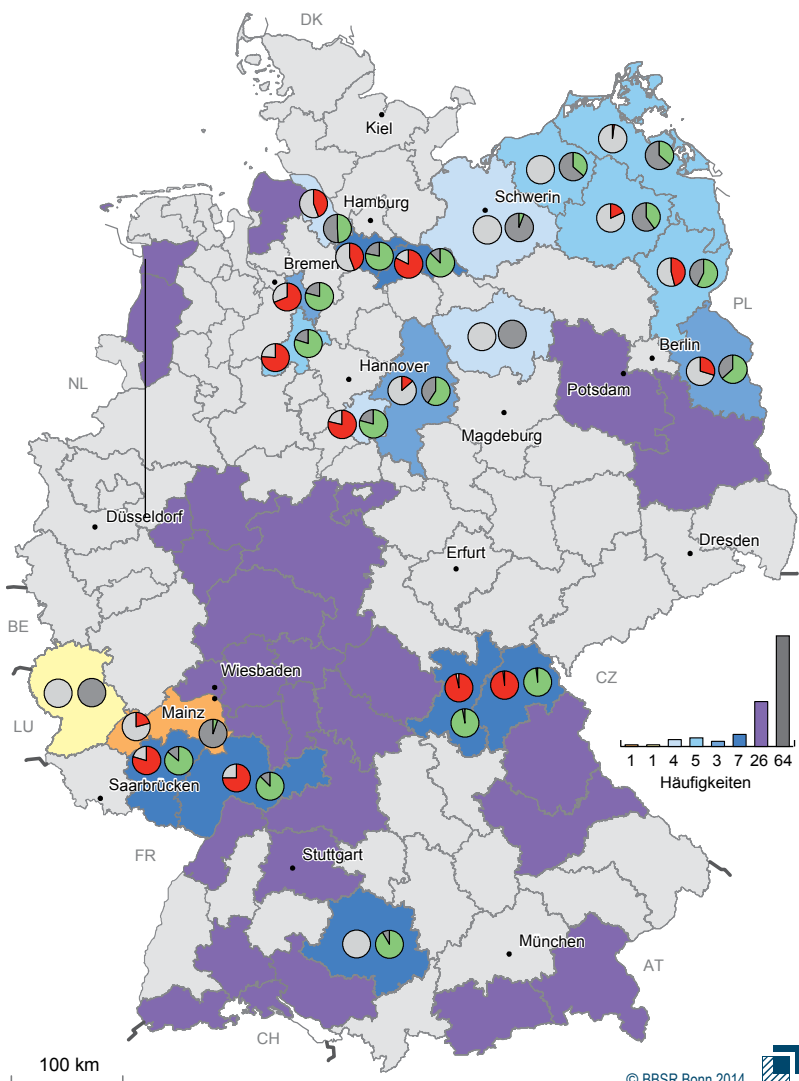 DK
Kiel
Hamburg
Schwerin
Bremen
PL
Berlin
Hannover
NL
Potsdam
Magdeburg
Düsseldorf
Dresden
Erfurt
BE
Wiesbaden
CZ
LU
Mainz
1 1 4 5 3 7 26 64
Häufigkeiten
Saarbrücken
FR
Stuttgart
München
AT
CH
100 km
© BBSR Bonn 2014